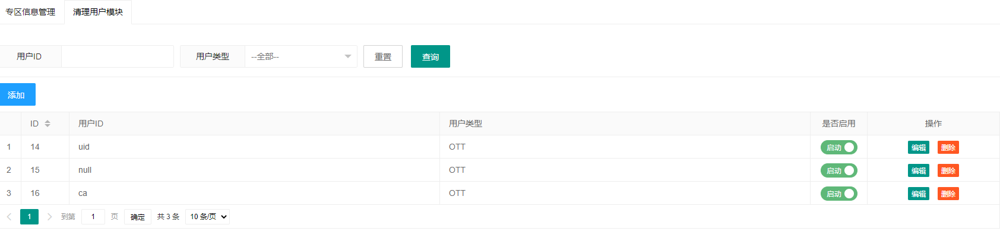 专区信息管理 清理用户模块
用户ID 用户类型 --全部-- 重置 查询
添加
ID 用户ID 用户类型 是否启用 操作
1 14 uid OTT 启动 编辑 删除
2 15 null OTT 启动 编辑 删除
3 16 ca OTT 启动 编辑 删除
1 到第 1 页 确定 共 3 条 10 条/页